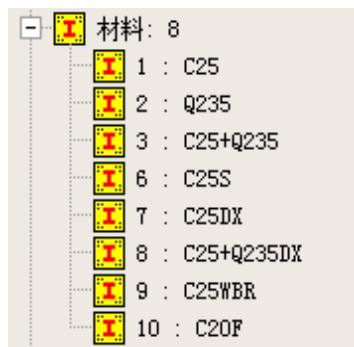 材料: 8
1 : C25
2 : Q235
3 : C25+Q235
6 : C25S
7 : C25DX
8 : C25+Q235DX
9 : C25WBR
10 : C20F